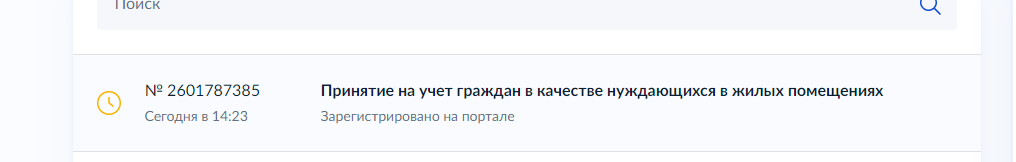 Поиск
№ 2601787385
Принятие на учет граждан в качестве нуждающихся в жилых помещениях
Сегодня в 14:23
Зарегистрировано на портале